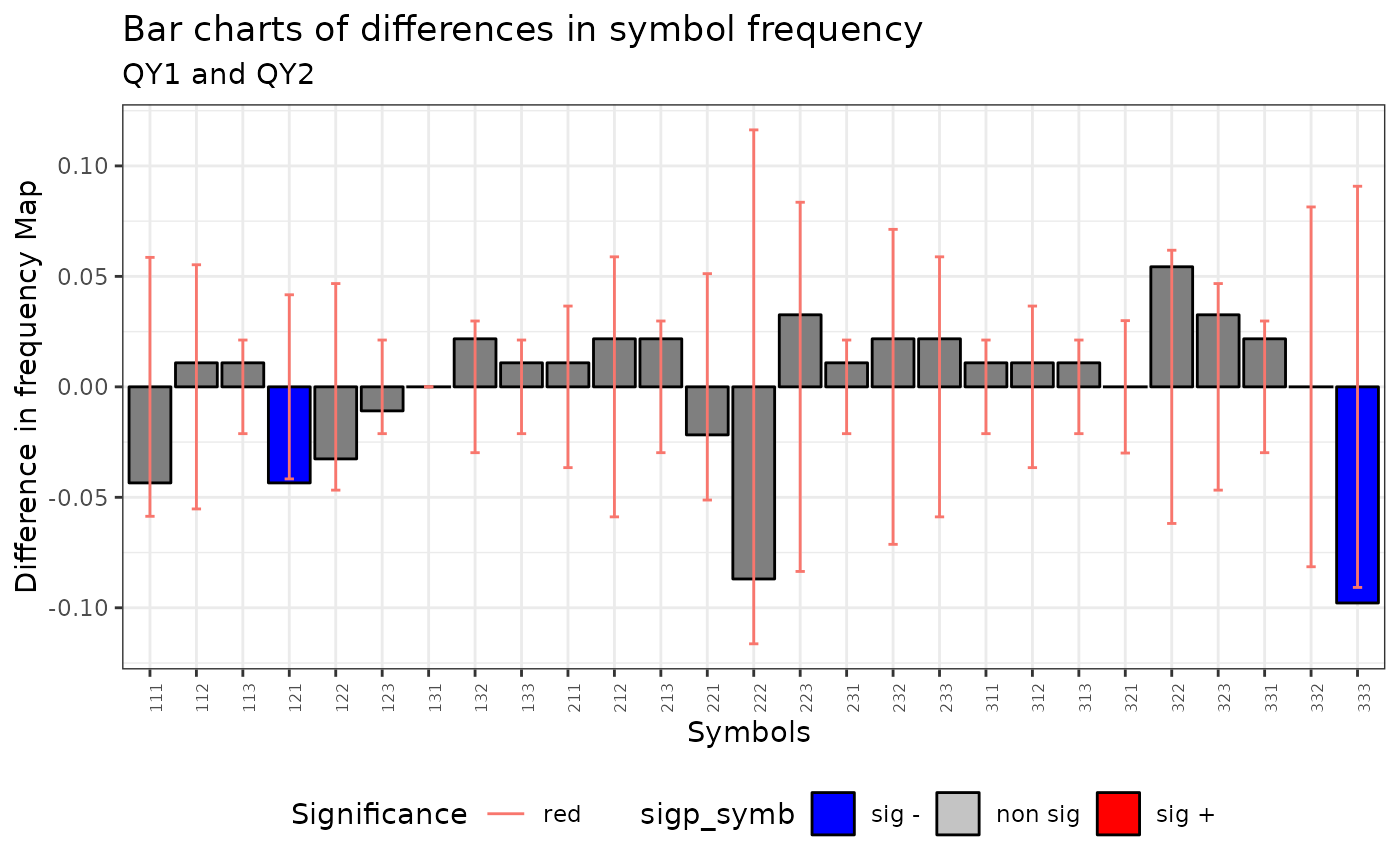 Bar charts of differences in symbol frequency
QY1 and QY2
Difference in frequency Map
0.10
0.05
0.00
-0.05
-0.10
111 112 113 121 122 123 131 132 133 211 212 213 221 222 223 231 232 233 311 312 313 321 322 323 331 332 333
Symbols
Significance red sigp_symb sig - non sig sig +